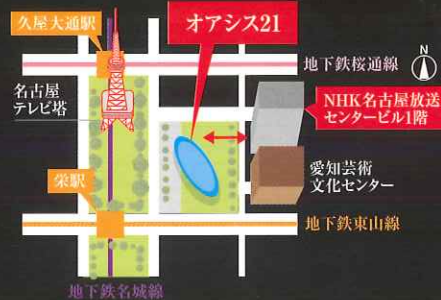 久屋大通駅
オアシス21
地下鉄桜通線
N
名古屋
テレビ塔
NHK名古屋放送
センタービル1階
愛知芸術
文化センター
栄駅
地下鉄東山線
地下鉄名城線